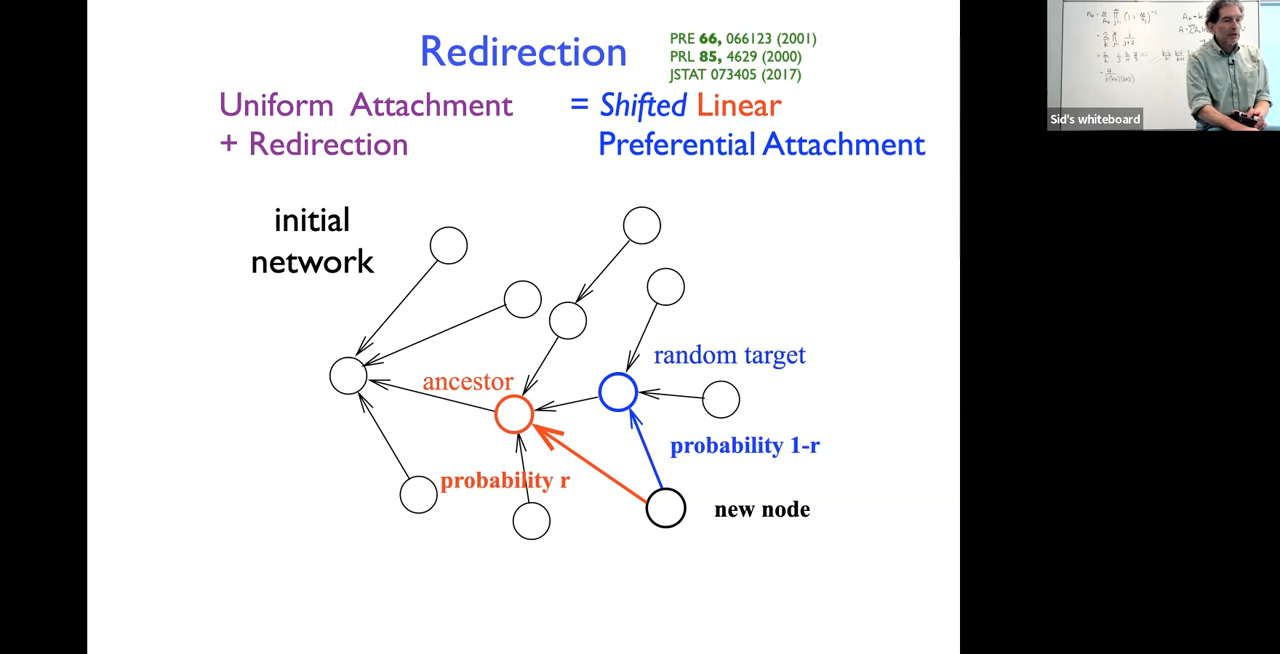 Redirection
PRE 66, 066123 (2001)
PRL 85, 4629 (2000)
JSTAT 073405 (2017)
Uniform Attachment
+ Redirection
= Shifted Linear
Preferential Attachment
initial
network
random target
ancestor
probability 1-r
probability r
new node
Sid's whiteboard